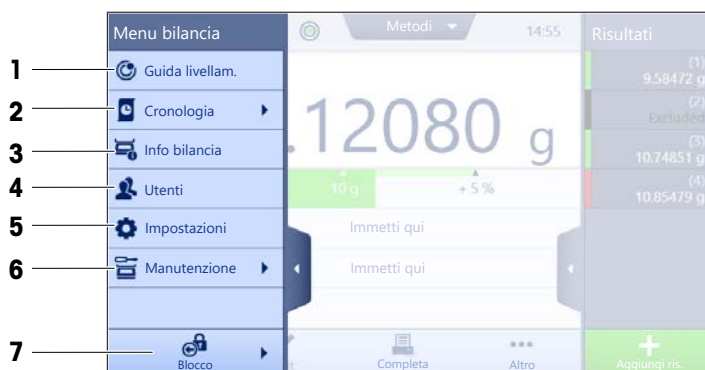 Menu bilancia
Metodi
14:55
Risultati
1
Guida livellam.
2
Cronologia
3
Info bilancia
4
Utenti
5
Impostazioni
6
Manutenzione
7
Blocco
.12080 g
10 g
+ 5 %
Immetti qui
Immetti qui
Completa
Altro
(1)
9.58472 g
(2)
Excluded
(3)
10.74851 g
(4)
10.85479 g
Aggiungi ris.